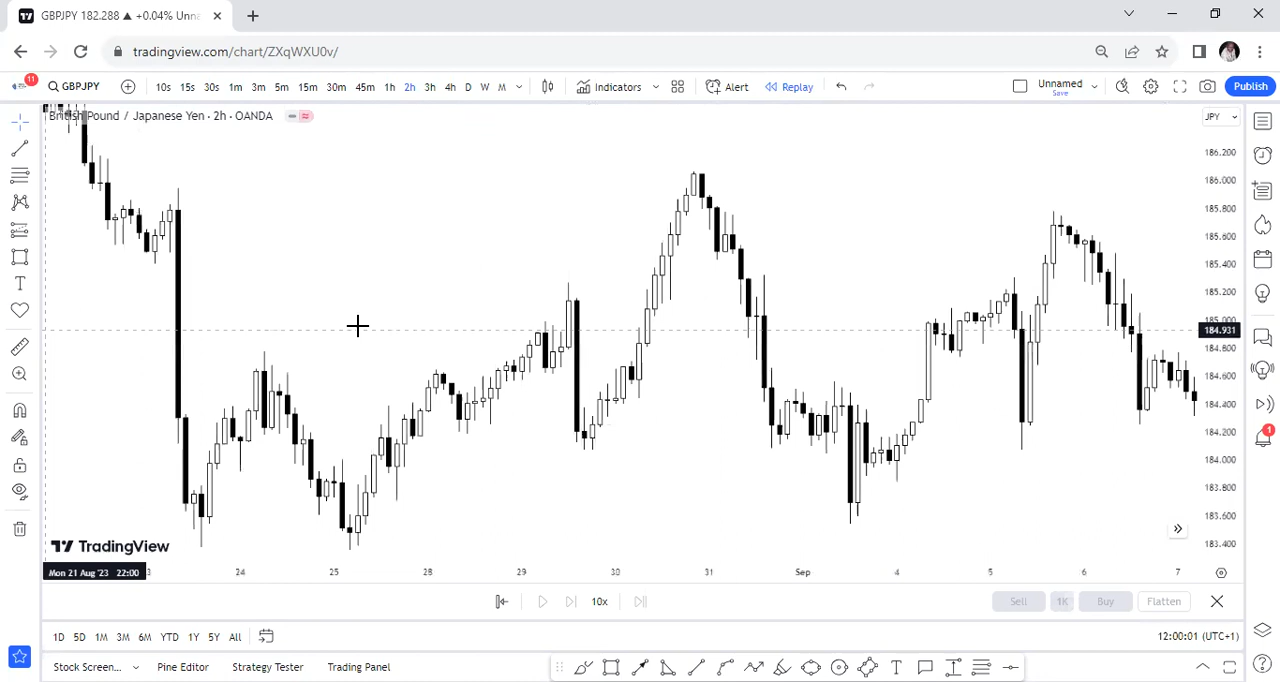 GBPJPY 182.288 ▲ +0.04% Unna
tradingview.com/chart/ZXqWXU0v/
11
GBPJPY 10s 15s 30s 1m 3m 5m 15m 30m 45m 1h 2h 3h 4h D W M Indicators Alert Replay Unnamed Save Publish
British Pound / Japanese Yen · 2h · OANDA
JPY
186.200
186.000
185.800
185.600
185.400
185.200
185.000
184.931
184.800
184.600
184.400
184.200
184.000
183.800
183.600
183.400
1
TradingView
Mon 21 Aug '23 22:00 3 24 25 28 29 30 31 Sep 4 5 6 7
10x Sell 1K Buy Flatten
1D 5D 1M 3M 6M YTD 1Y 5Y All 12:00:01 (UTC+1)
Stock Screen... Pine Editor Strategy Tester Trading Panel